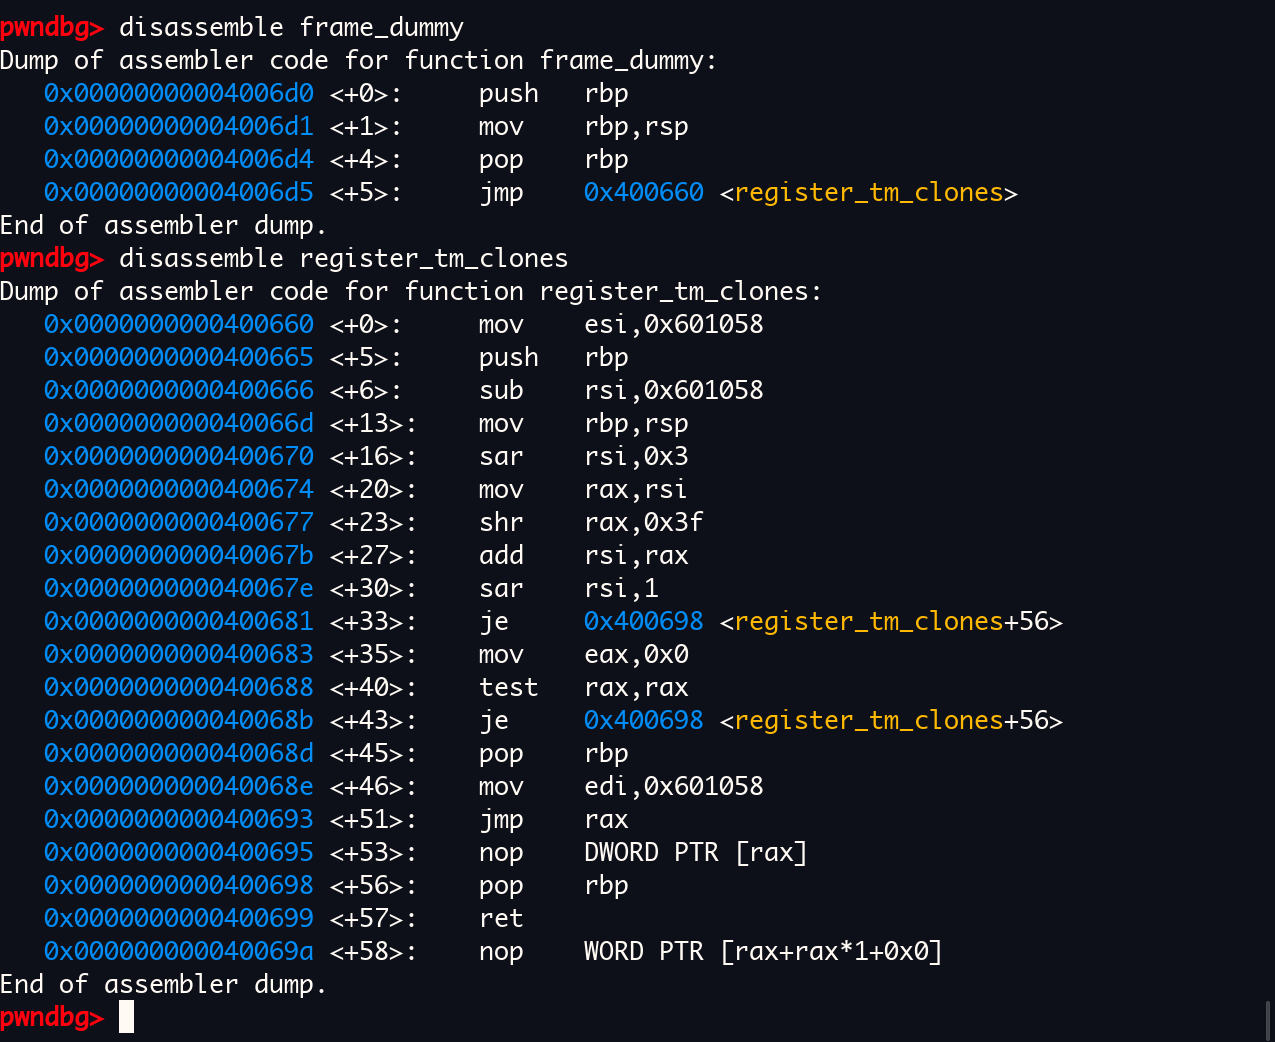 pwndbg> disassemble frame_dummy
Dump of assembler code for function frame_dummy:
   0x00000000004006d0 <+0>:     push   rbp
   0x00000000004006d1 <+1>:     mov    rbp,rsp
   0x00000000004006d4 <+4>:     pop    rbp
   0x00000000004006d5 <+5>:     jmp    0x400660 <register_tm_clones>
End of assembler dump.
pwndbg> disassemble register_tm_clones
Dump of assembler code for function register_tm_clones:
   0x0000000000400660 <+0>:     mov    esi,0x601058
   0x0000000000400665 <+5>:     push   rbp
   0x0000000000400666 <+6>:     sub    rsi,0x601058
   0x000000000040066d <+13>:    mov    rbp,rsp
   0x0000000000400670 <+16>:    sar    rsi,0x3
   0x0000000000400674 <+20>:    mov    rax,rsi
   0x0000000000400677 <+23>:    shr    rax,0x3f
   0x000000000040067b <+27>:    add    rsi,rax
   0x000000000040067e <+30>:    sar    rsi,1
   0x0000000000400681 <+33>:    je     0x400698 <register_tm_clones+56>
   0x0000000000400683 <+35>:    mov    eax,0x0
   0x0000000000400688 <+40>:    test   rax,rax
   0x000000000040068b <+43>:    je     0x400698 <register_tm_clones+56>
   0x000000000040068d <+45>:    pop    rbp
   0x000000000040068e <+46>:    mov    edi,0x601058
   0x0000000000400693 <+51>:    jmp    rax
   0x0000000000400695 <+53>:    nop    DWORD PTR [rax]
   0x0000000000400698 <+56>:    pop    rbp
   0x0000000000400699 <+57>:    ret
   0x000000000040069a <+58>:    nop    WORD PTR [rax+rax*1+0x0]
End of assembler dump.
pwndbg>